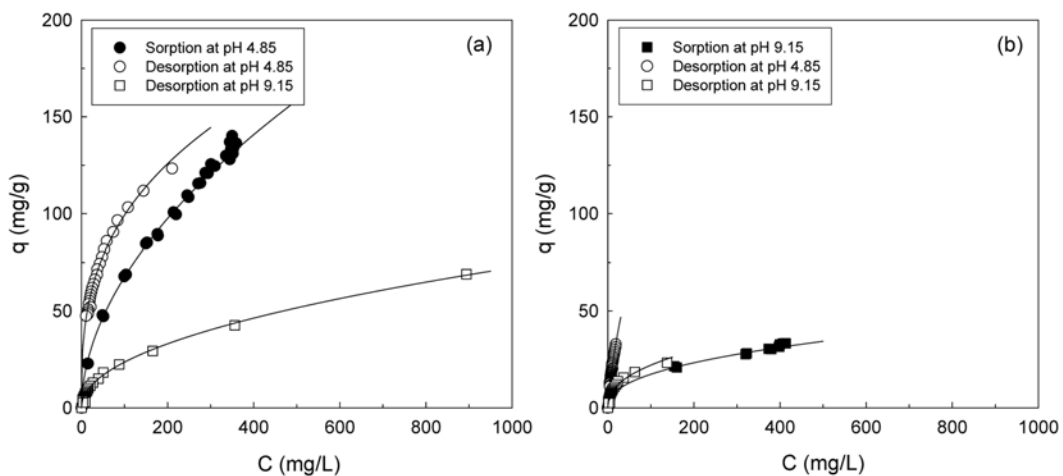 200
150
100
50
0
q (mg/g)
Sorption at pH 4.85
Desorption at pH 4.85
Desorption at pH 9.15
(a)
0 200 400 600 800 1000
C (mg/L)
200
150
100
50
0
q (mg/g)
Sorption at pH 9.15
Desorption at pH 4.85
Desorption at pH 9.15
(b)
0 200 400 600 800 1000
C (mg/L)